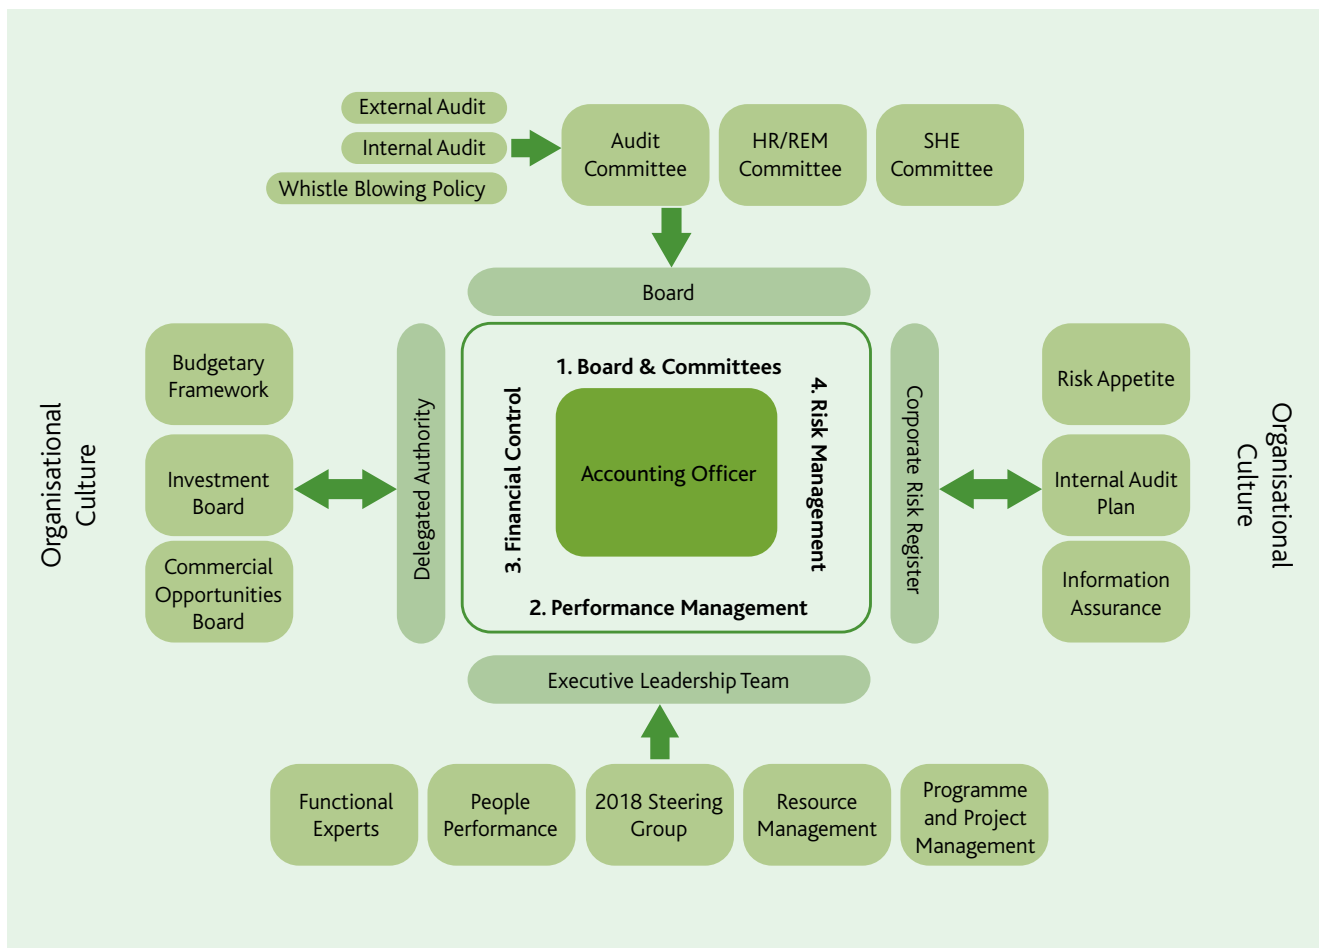 External Audit
Internal Audit
Whistle Blowing Policy
Audit
Committee
HR/REM
Committee
SHE
Committee
Board
Organisational
Culture
Budgetary
Framework
Investment
Board
Commercial
Opportunities
Board
Delegated Authority
1. Board & Committees
3. Financial Control
Accounting Officer
4. Risk Management
2. Performance Management
Corporate Risk Register
Risk Appetite
Internal Audit
Plan
Information
Assurance
Organisational
Culture
Executive Leadership Team
Functional
Experts
People
Performance
2018 Steering
Group
Resource
Management
Programme
and Project
Management